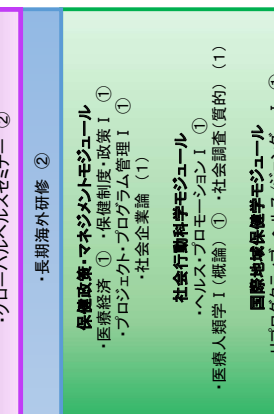 ・グローバルヘルスセミナー ②
・長期海外研修 ②
保健政策・マネジメントモジュール
・医療経済 ① ・保健制度・政策Ⅰ ①
・プロジェクト・プログラム管理Ⅰ ①
・社会企業論 (1)
社会行動科学モジュール
・ヘルス・プロモーションⅠ ①
・医療人類学Ⅰ(概論) ① ・社会調査(質的) (1)
国際地域保健学モジュール